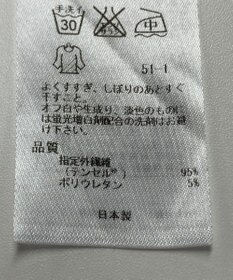 手洗イ
30
中
51-1
よくすすぎ、しぼりのあとすぐ
干すこと。
オフ白や生成り、淡色のものに
は蛍光増白剤配合の洗剤はお避
け下さい。
品質
指定外繊維
(テンセル®) 95%
ポリウレタン 5%
日本製